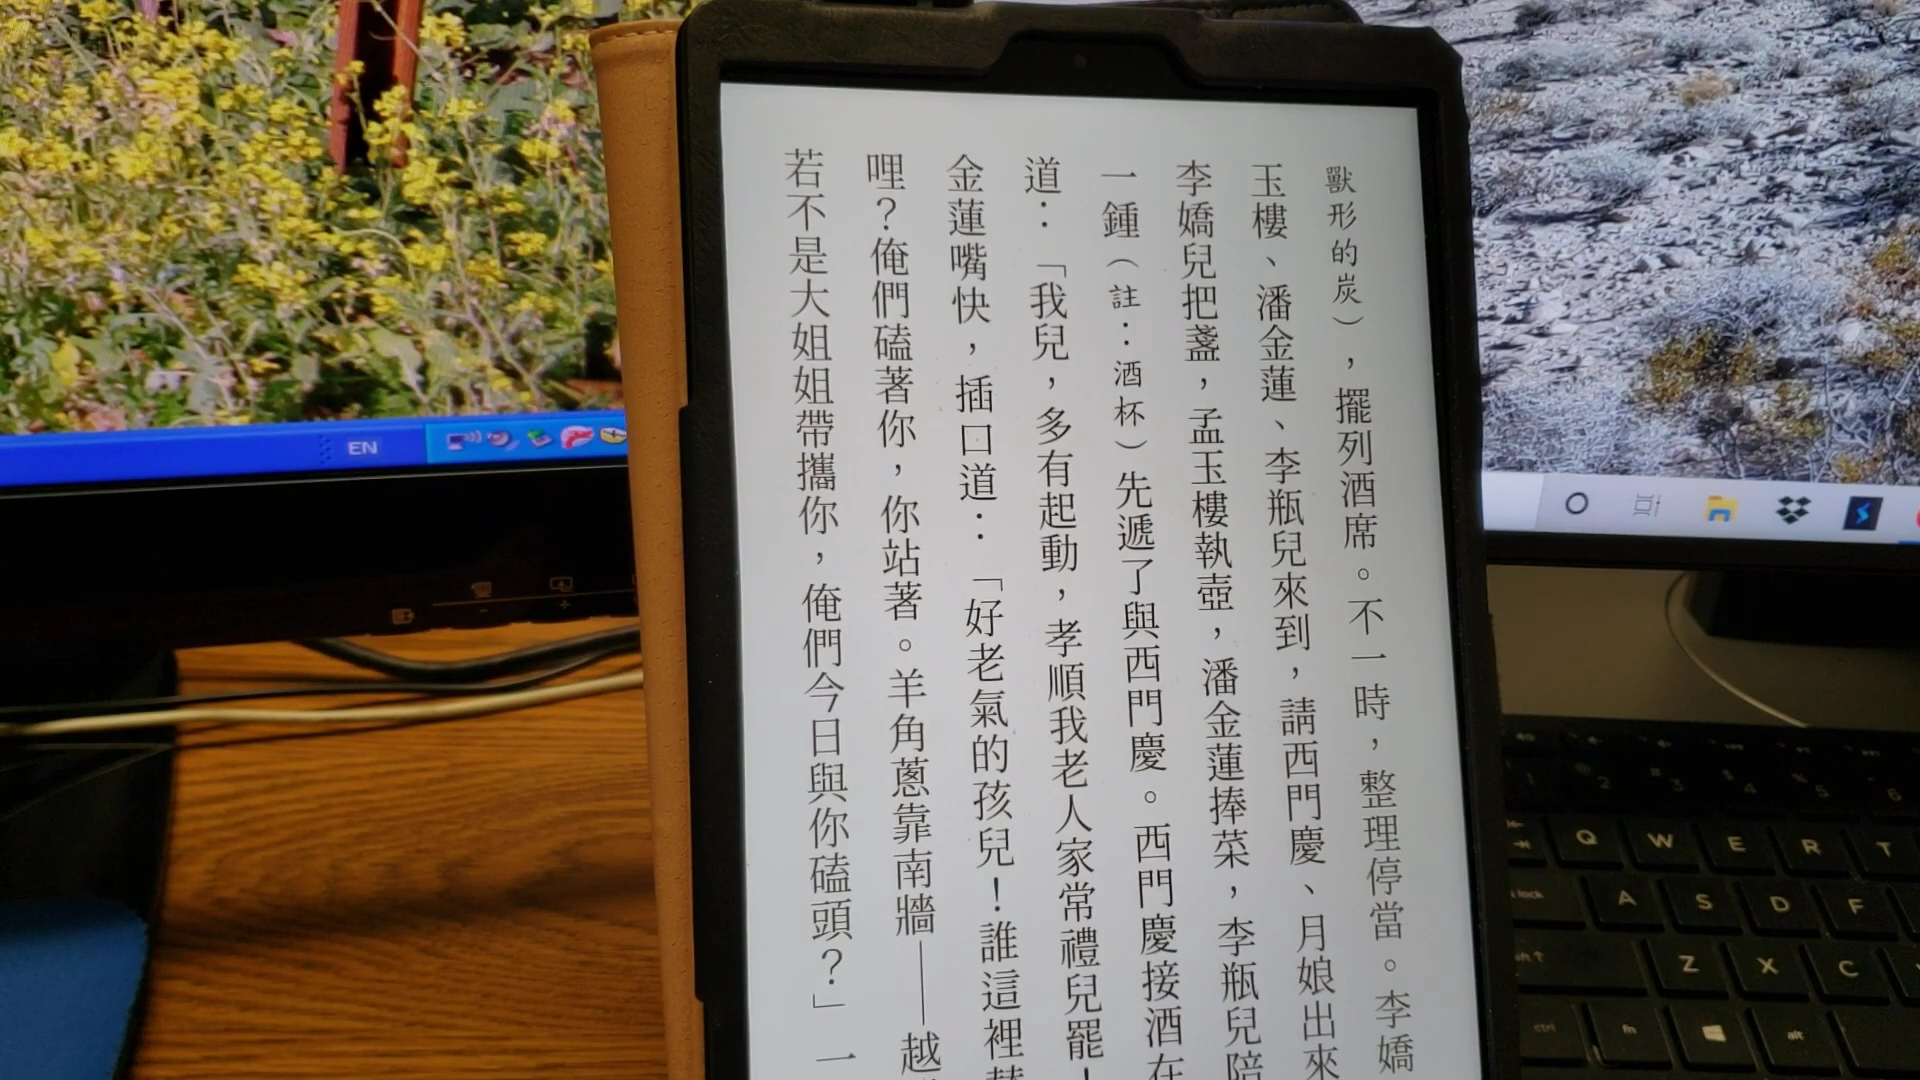 獸形的炭），擺列酒席。不一時，整理停當。李嬌
玉樓、潘金蓮、李瓶兒來到，請西門慶、月娘出來
李嬌兒把盞，孟玉樓執壺，潘金蓮捧菜，李瓶兒陪
一鍾（註：酒杯）先遞了與西門慶。西門慶接酒在
道：「我兒，多有起動，孝順我老人家常禮兒罷！
金蓮嘴快，插口道：「好老氣的孩兒！誰這裡替
哩？俺們磕著你，你站著。羊角蔥靠南牆——越
若不是大姐姐帶攜你，俺們今日與你磕頭？」一
EN
Q W E R T
A S D F
Z X C
ctrl fn alt